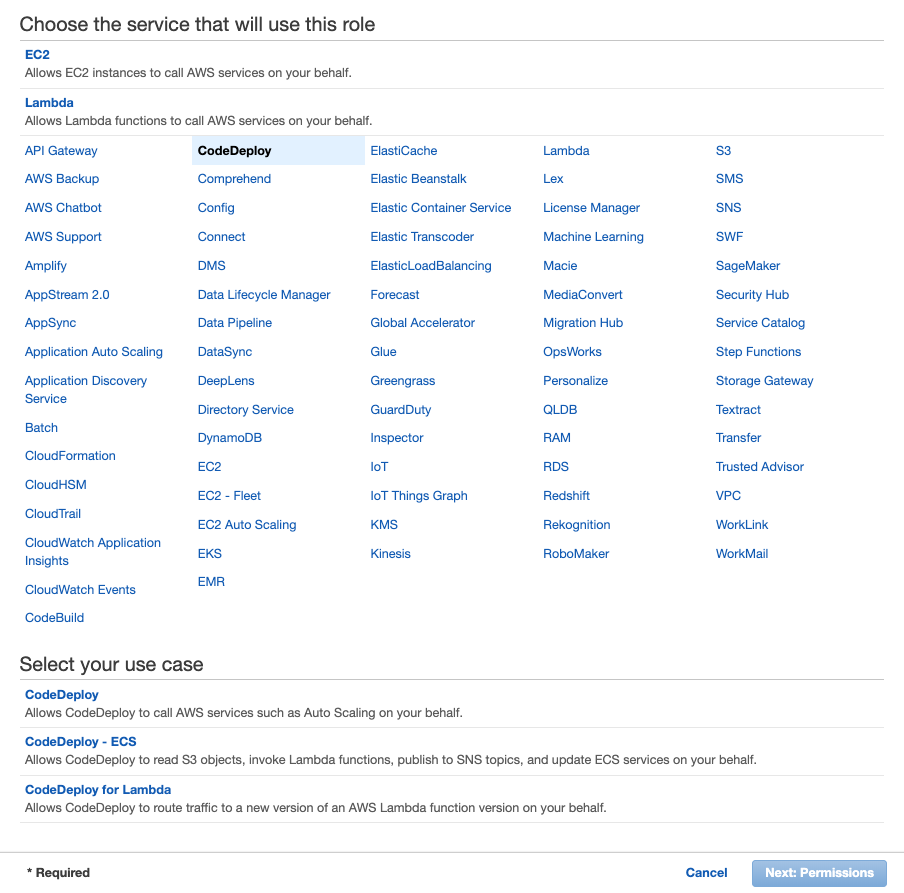 Choose the service that will use this role
EC2
Allows EC2 instances to call AWS services on your behalf.
Lambda
Allows Lambda functions to call AWS services on your behalf.
API Gateway
AWS Backup
AWS Chatbot
AWS Support
Amplify
AppStream 2.0
AppSync
Application Auto Scaling
Application Discovery
Service
Batch
CloudFormation
CloudHSM
CloudTrail
CloudWatch Application
Insights
CloudWatch Events
CodeBuild
CodeDeploy
Comprehend
Config
Connect
DMS
Data Lifecycle Manager
Data Pipeline
DataSync
DeepLens
Directory Service
DynamoDB
EC2
EC2 - Fleet
EC2 Auto Scaling
EKS
EMR
ElastiCache
Elastic Beanstalk
Elastic Container Service
Elastic Transcoder
ElasticLoadBalancing
Forecast
Global Accelerator
Glue
Greengrass
GuardDuty
Inspector
IoT
IoT Things Graph
KMS
Kinesis
Lambda
Lex
License Manager
Machine Learning
Macie
MediaConvert
Migration Hub
OpsWorks
Personalize
QLDB
RAM
RDS
Redshift
Rekognition
RoboMaker
S3
SMS
SNS
SWF
SageMaker
Security Hub
Service Catalog
Step Functions
Storage Gateway
Textract
Transfer
Trusted Advisor
VPC
WorkLink
WorkMail
Select your use case
CodeDeploy
Allows CodeDeploy to call AWS services such as Auto Scaling on your behalf.
CodeDeploy - ECS
Allows CodeDeploy to read S3 objects, invoke Lambda functions, publish to SNS topics, and update ECS services on your behalf.
CodeDeploy for Lambda
Allows CodeDeploy to route traffic to a new version of an AWS Lambda function version on your behalf.
* Required
Cancel
Next: Permissions